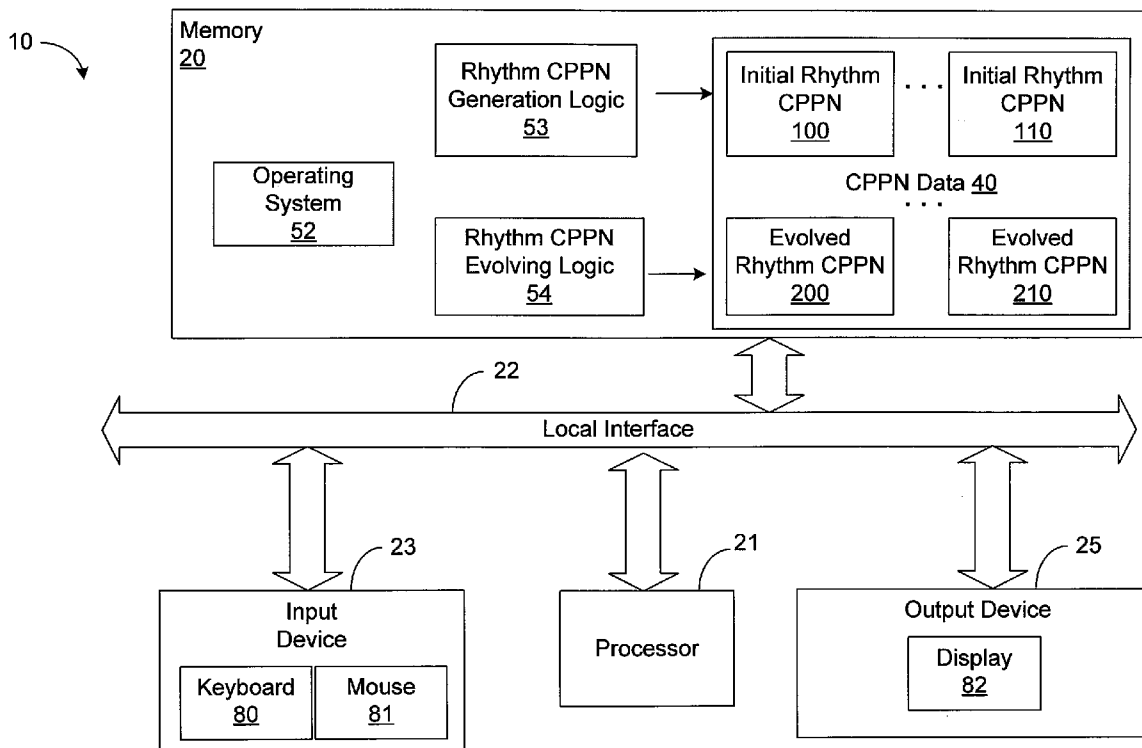 10
Memory
20
Rhythm CPPN
Generation Logic
53
Initial Rhythm
CPPN
100
. . .
Initial Rhythm
CPPN
110
Operating
System
52
CPPN Data 40
. . .
Rhythm CPPN
Evolving Logic
54
Evolved
Rhythm CPPN
200
Evolved
Rhythm CPPN
210
22
Local Interface
23
21
25
Input
Device
Keyboard
80
Mouse
81
Processor
Output Device
Display
82